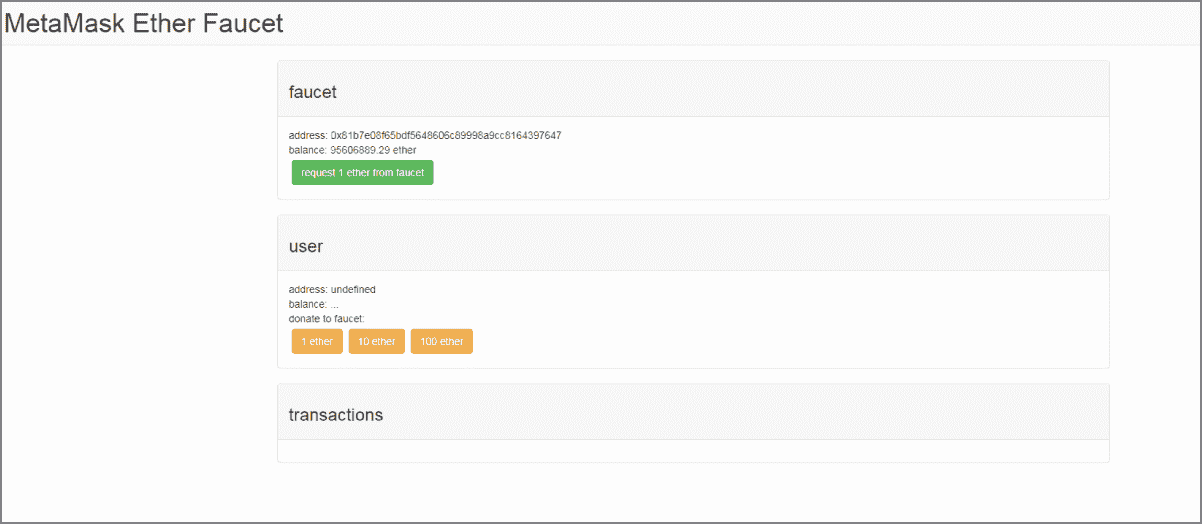 MetaMask Ether Faucet
faucet
address: 0x81b7e08f65bdf5648606c89998a9cc8164397647
balance: 95606889.29 ether
request 1 ether from faucet
user
address: undefined
balance: ...
donate to faucet:
1 ether 10 ether 100 ether
transactions